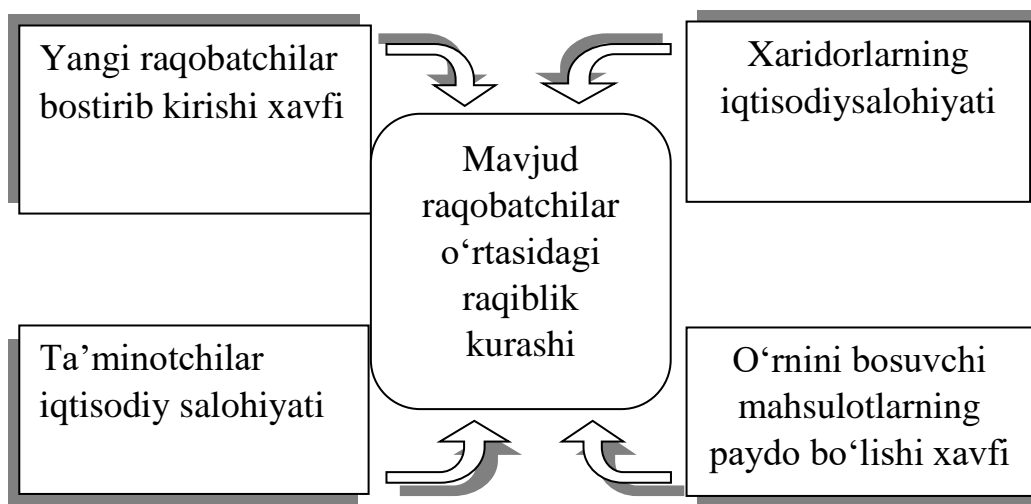 Yangi raqobatchilar
bostirib kirishi xavfi
Xaridorlarning
iqtisodiysalohiyati
Mavjud
raqobatchilar
o‘rtasidagi
raqiblik
kurashi
Ta’minotchilar
iqtisodiy salohiyati
O‘rnini bosuvchi
mahsulotlarning
paydo bo‘lishi xavfi